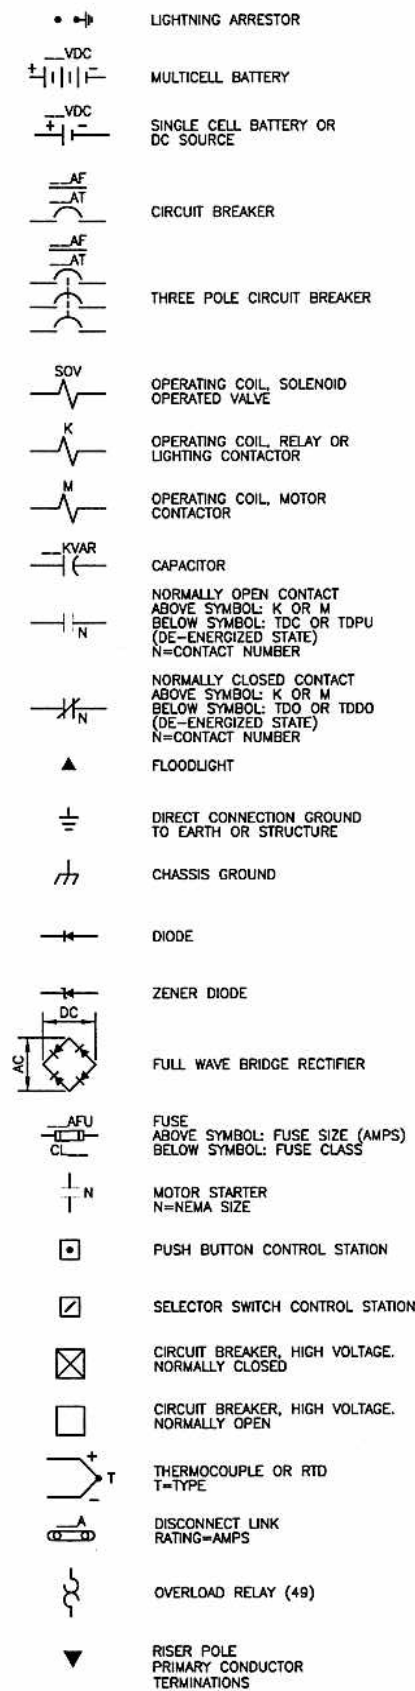 LIGHTNING ARRESTOR
__VDC
+ -
MULTICELL BATTERY
__VDC
+ -
SINGLE CELL BATTERY OR
DC SOURCE
__AF
__AT
CIRCUIT BREAKER
__AF
__AT
THREE POLE CIRCUIT BREAKER
SOV
OPERATING COIL, SOLENOID
OPERATED VALVE
K
OPERATING COIL, RELAY OR
LIGHTING CONTACTOR
M
OPERATING COIL, MOTOR
CONTACTOR
__KVAR
CAPACITOR
N
NORMALLY OPEN CONTACT
ABOVE SYMBOL: K OR M
BELOW SYMBOL: TDC OR TDPU
(DE-ENERGIZED STATE)
N=CONTACT NUMBER
N
NORMALLY CLOSED CONTACT
ABOVE SYMBOL: K OR M
BELOW SYMBOL: TDO OR TDDO
(DE-ENERGIZED STATE)
N=CONTACT NUMBER
FLOODLIGHT
DIRECT CONNECTION GROUND
TO EARTH OR STRUCTURE
CHASSIS GROUND
DIODE
ZENER DIODE
DC
AC
FULL WAVE BRIDGE RECTIFIER
__AFU
CL__
FUSE
ABOVE SYMBOL: FUSE SIZE (AMPS)
BELOW SYMBOL: FUSE CLASS
N
MOTOR STARTER
N=NEMA SIZE
PUSH BUTTON CONTROL STATION
SELECTOR SWITCH CONTROL STATION
CIRCUIT BREAKER, HIGH VOLTAGE.
NORMALLY CLOSED
CIRCUIT BREAKER, HIGH VOLTAGE.
NORMALLY OPEN
+
T
-
THERMOCOUPLE OR RTD
T=TYPE
__A
DISCONNECT LINK
RATING=AMPS
OVERLOAD RELAY (49)
RISER POLE
PRIMARY CONDUCTOR
TERMINATIONS